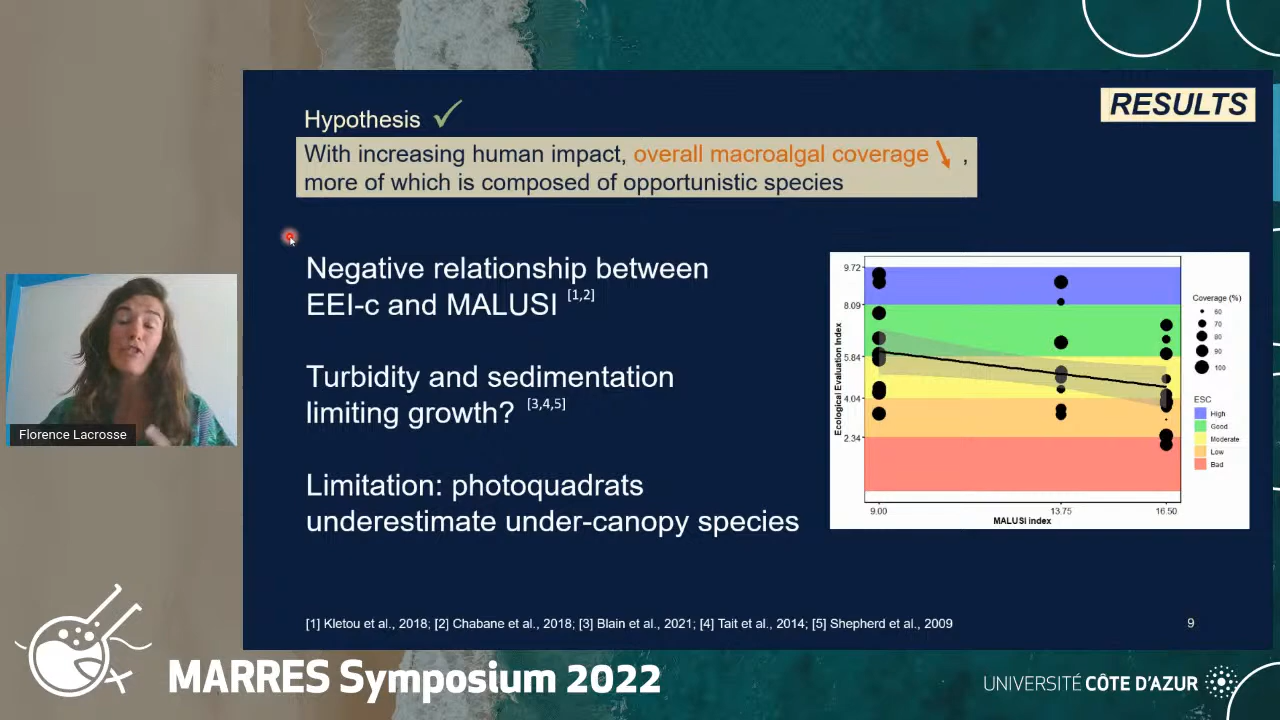 RESULTS
Hypothesis
With increasing human impact, overall macroalgal coverage ,
more of which is composed of opportunistic species
Negative relationship between
EEI-c and MALUSI [1,2]
Turbidity and sedimentation
limiting growth? [3,4,5]
Limitation: photoquadrats
underestimate under-canopy species
Ecological Evaluation Index
9.72
8.09
5.84
4.04
2.34
9.00
13.75
16.50
MALUSI index
Coverage (%)
60
70
80
90
100
ESC
High
Good
Moderate
Low
Bad
Florence Lacrosse
[1] Kletou et al., 2018; [2] Chabane et al., 2018; [3] Blain et al., 2021; [4] Tait et al., 2014; [5] Shepherd et al., 2009
9
MARRES Symposium 2022
UNIVERSITÉ CÔTE D'AZUR